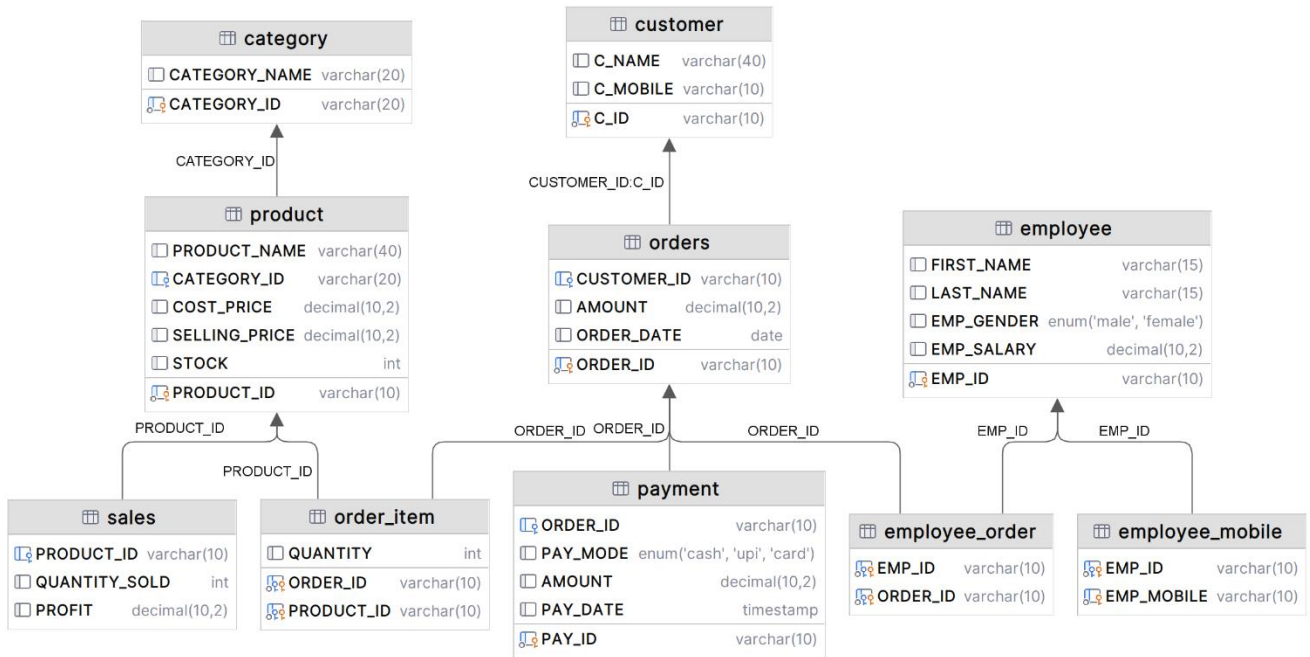 category
CATEGORY_NAME varchar(20)
CATEGORY_ID varchar(20)
customer
C_NAME varchar(40)
C_MOBILE varchar(10)
C_ID varchar(10)
CATEGORY_ID
CUSTOMER_ID:C_ID
product
PRODUCT_NAME varchar(40)
CATEGORY_ID varchar(20)
COST_PRICE decimal(10,2)
SELLING_PRICE decimal(10,2)
STOCK int
PRODUCT_ID varchar(10)
orders
CUSTOMER_ID varchar(10)
AMOUNT decimal(10,2)
ORDER_DATE date
ORDER_ID varchar(10)
employee
FIRST_NAME varchar(15)
LAST_NAME varchar(15)
EMP_GENDER enum('male', 'female')
EMP_SALARY decimal(10,2)
EMP_ID varchar(10)
PRODUCT_ID
PRODUCT_ID
ORDER_ID
ORDER_ID
ORDER_ID
EMP_ID
EMP_ID
sales
PRODUCT_ID varchar(10)
QUANTITY_SOLD int
PROFIT decimal(10,2)
order_item
QUANTITY int
ORDER_ID varchar(10)
PRODUCT_ID varchar(10)
payment
ORDER_ID varchar(10)
PAY_MODE enum('cash', 'upi', 'card')
AMOUNT decimal(10,2)
PAY_DATE timestamp
PAY_ID varchar(10)
employee_order
EMP_ID varchar(10)
ORDER_ID varchar(10)
employee_mobile
EMP_ID varchar(10)
EMP_MOBILE varchar(10)